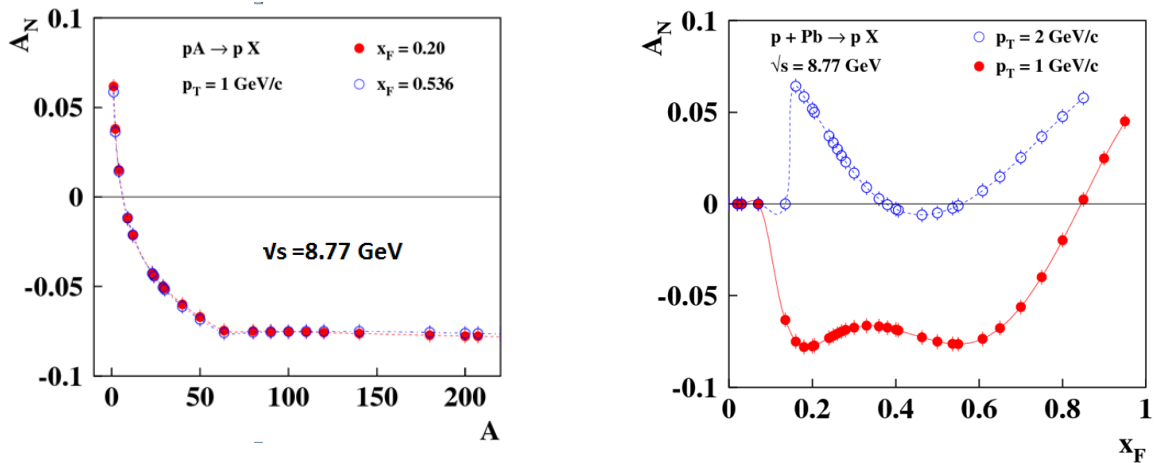 A_N
0.1
0.05
0
-0.05
-0.1
pA → p X
p_T = 1 GeV/c
x_F = 0.20
x_F = 0.536
√s =8.77 GeV
0 50 100 150 200
A
A_N
0.1
0.05
0
-0.05
-0.1
p + Pb → p X
√s = 8.77 GeV
p_T = 2 GeV/c
p_T = 1 GeV/c
0 0.2 0.4 0.6 0.8 1
x_F